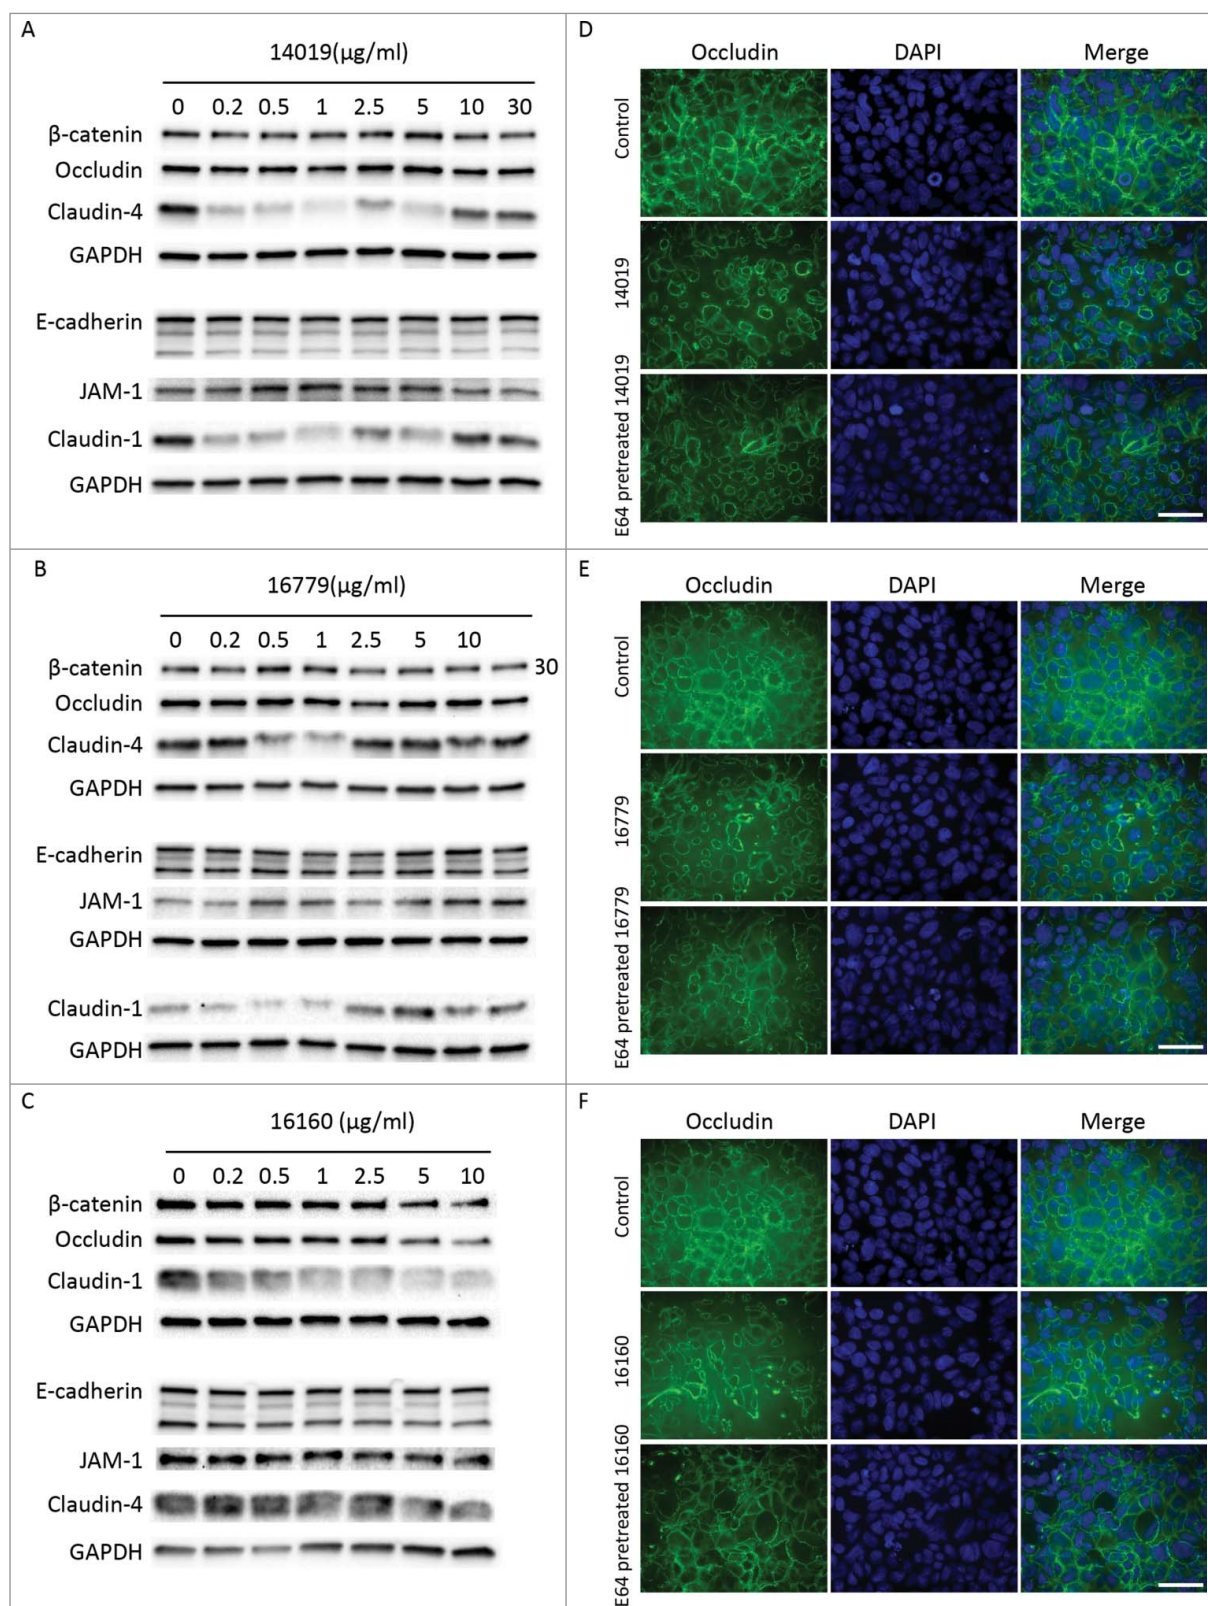 A
14019(µg/ml)
0 0.2 0.5 1 2.5 5 10 30
β-catenin
Occludin
Claudin-4
GAPDH
E-cadherin
JAM-1
Claudin-1
GAPDH
D
Occludin DAPI Merge
Control
14019
E64 pretreated 14019
B
16779(µg/ml)
0 0.2 0.5 1 2.5 5 10
β-catenin 30
Occludin
Claudin-4
GAPDH
E-cadherin
JAM-1
GAPDH
Claudin-1
GAPDH
E
Occludin DAPI Merge
Control
16779
E64 pretreated 16779
C
16160 (µg/ml)
0 0.2 0.5 1 2.5 5 10
β-catenin
Occludin
Claudin-1
GAPDH
E-cadherin
JAM-1
Claudin-4
GAPDH
F
Occludin DAPI Merge
Control
16160
E64 pretreated 16160